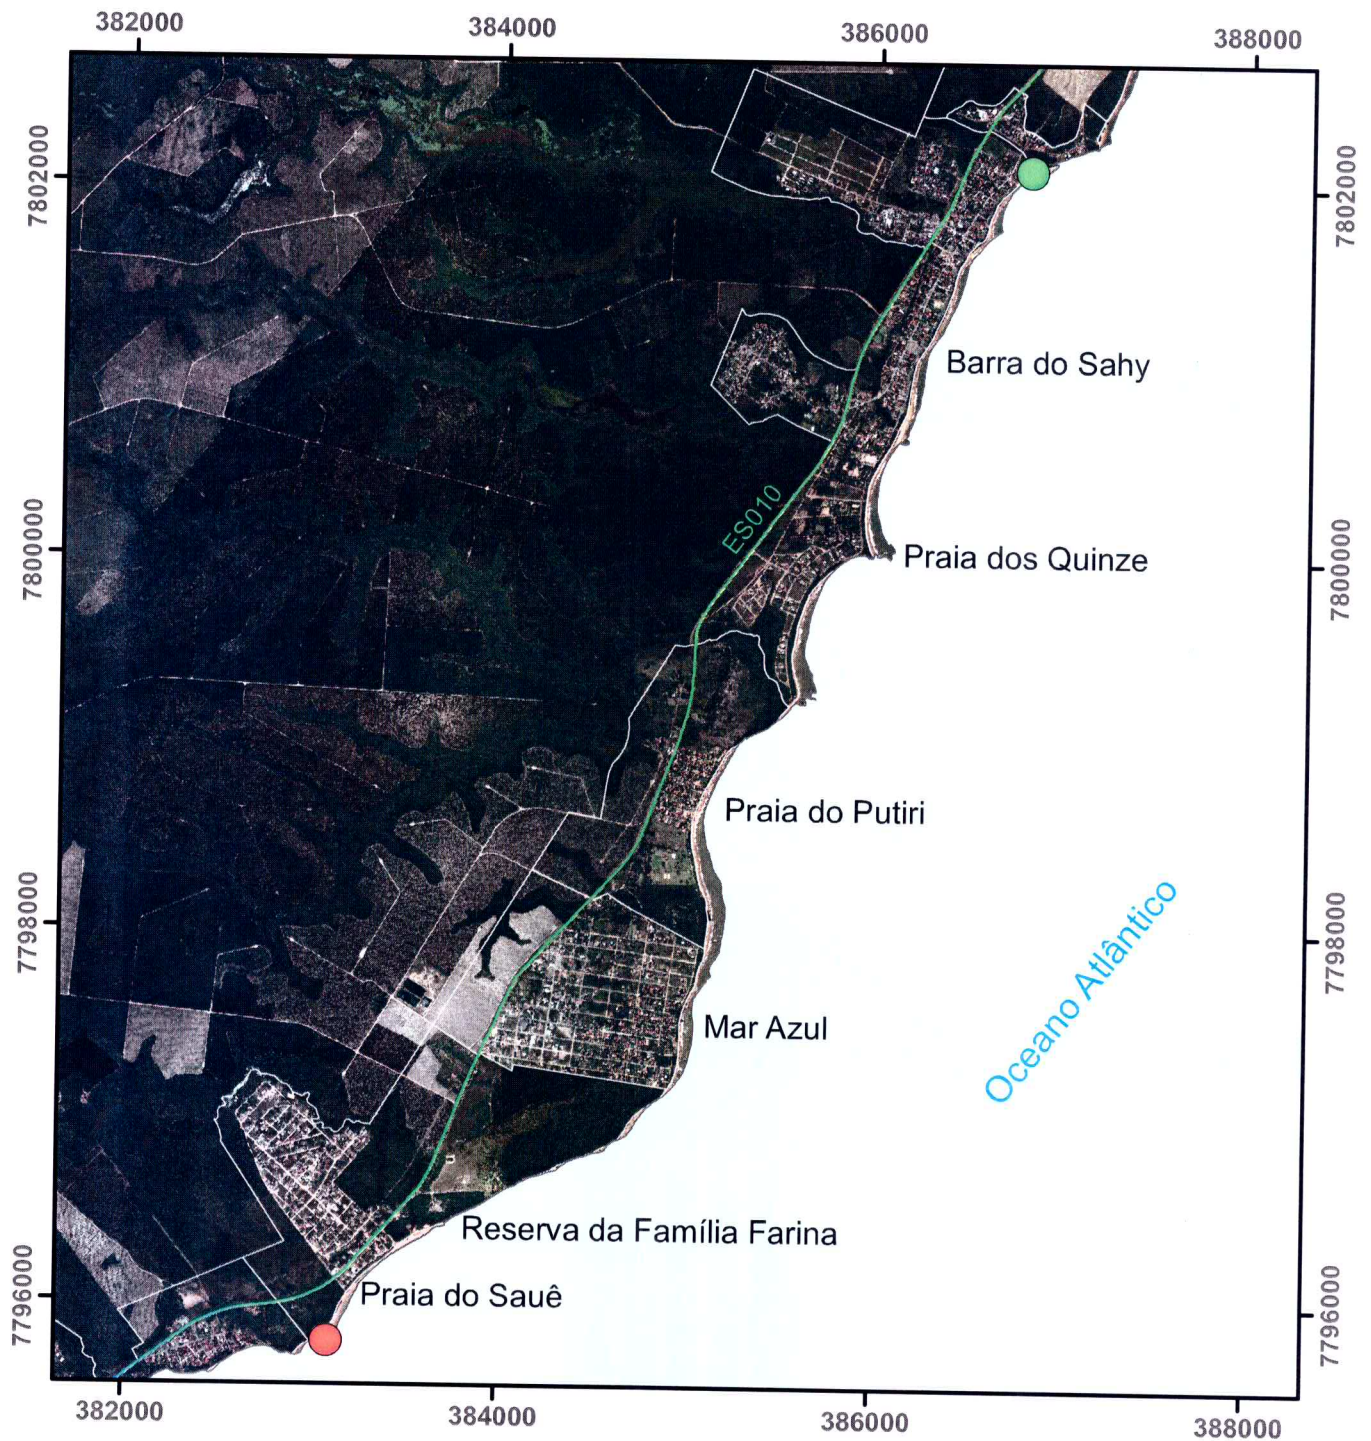 382000
384000
386000
388000
7802000
7802000
Barra do Sahy
ES010
7800000
Praia dos Quinze
7800000
Praia do Putiri
7798000
Oceano Atlântico
7798000
Mar Azul
Reserva da Família Farina
7796000
Praia do Sauê
7796000
382000
384000
386000
388000